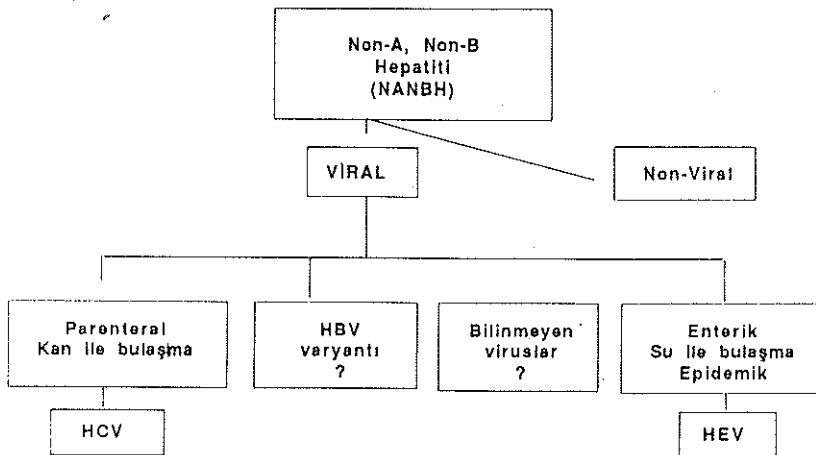 Non-A, Non-B
Hepatiti
(NANBH)
VİRAL
Non-Viral
Parenteral
Kan ile bulaşma
HBV
varyantı
?
Bilinmeyen
viruslar
?
Enterik
Su ile bulaşma
Epidemik
HCV
HEV